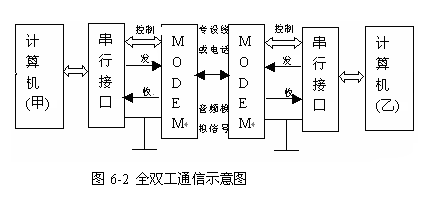 计算机(甲)
串行接口
控制
发
收
MODEM
专设线
或电话
音频模
拟信号
MODEM
控制
发
收
串行接口
计算机(乙)
图 6-2 全双工通信示意图